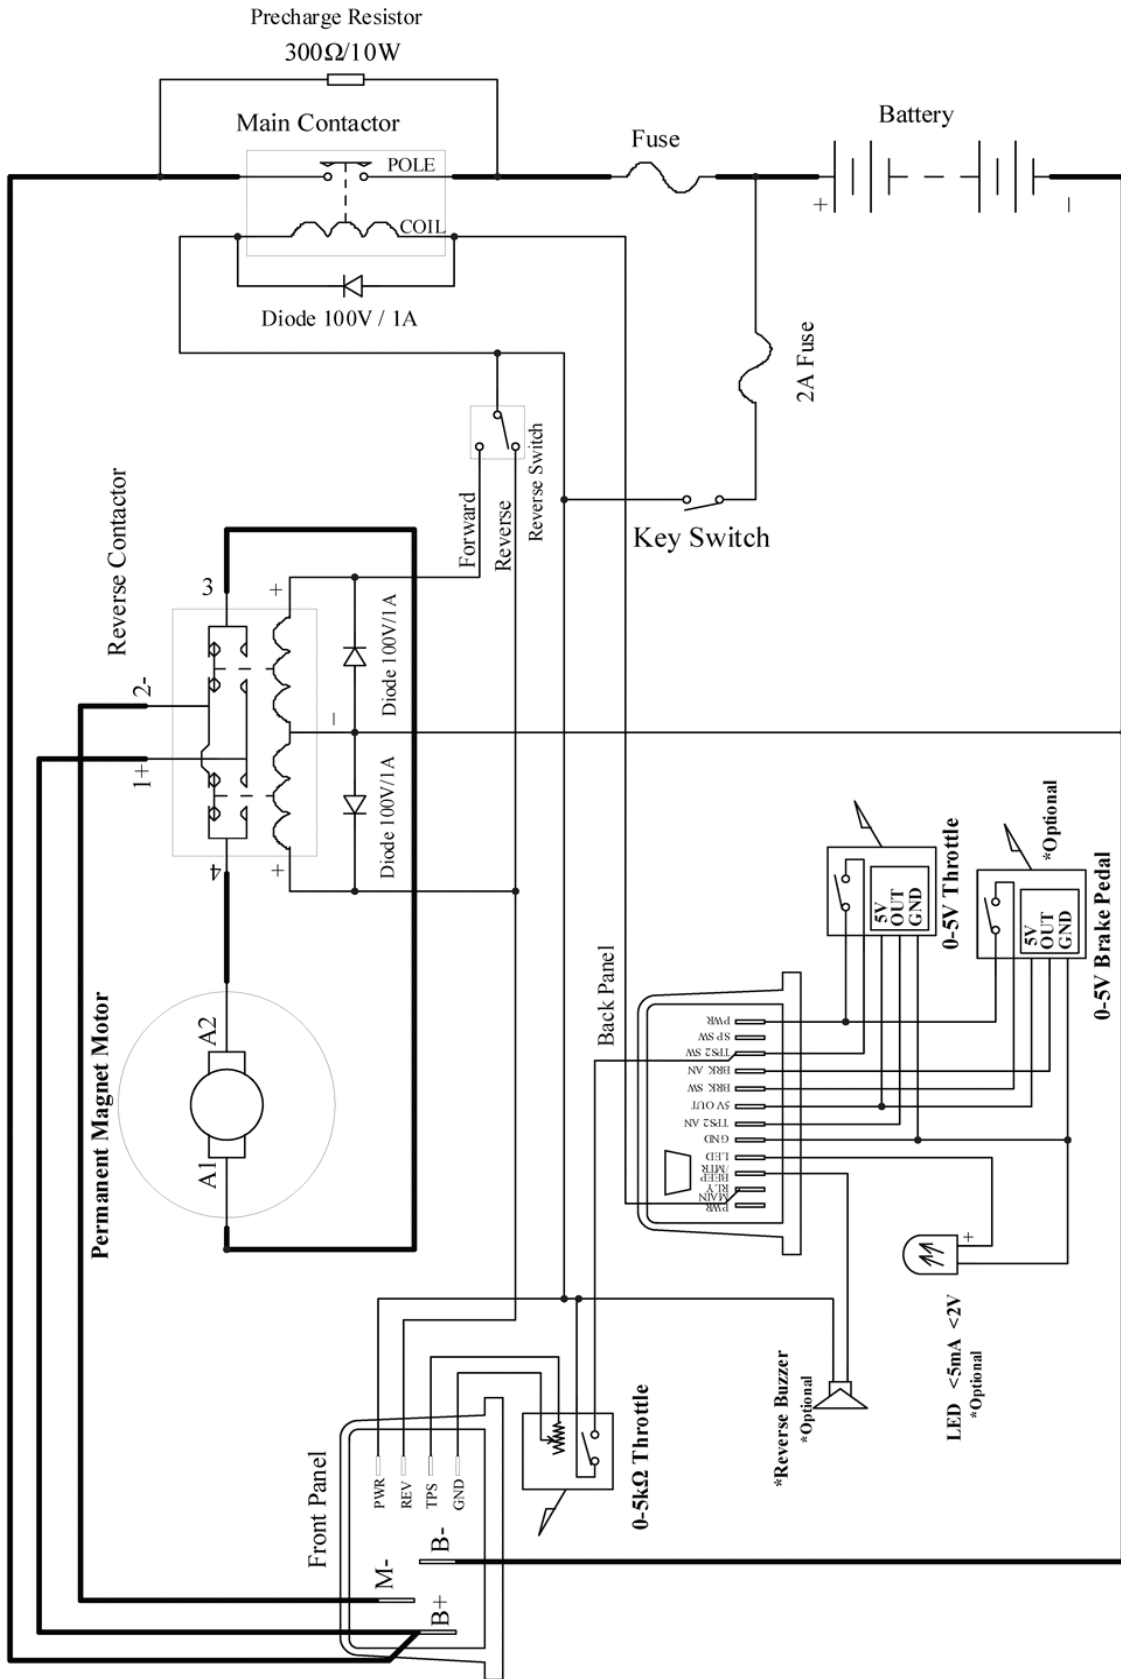 Precharge Resistor
300Ω/10W
Main Contactor
POLE
COIL
Diode 100V / 1A
Fuse
Battery
+
−
2A Fuse
Key Switch
Reverse Switch
Forward
Reverse
Reverse Contactor
3
2-
1+
4
+
−
+
Diode 100V/1A
Diode 100V/1A
Permanent Magnet Motor
A2
A1
0-5V Throttle
5V
OUT
GND
*Optional
0-5V Brake Pedal
5V
OUT
GND
Back Panel
PWR
SP SW
TPS2 SW
BRK AN
BRK SW
5V OUT
TPS2 AN
GND
LED
BEEP
/MTR
RLY
MAIN
PWR
+
LED <5mA <2V
*Optional
*Reverse Buzzer
*Optional
0-5kΩ Throttle
Front Panel
PWR
REV
TPS
GND
M-
B-
B+